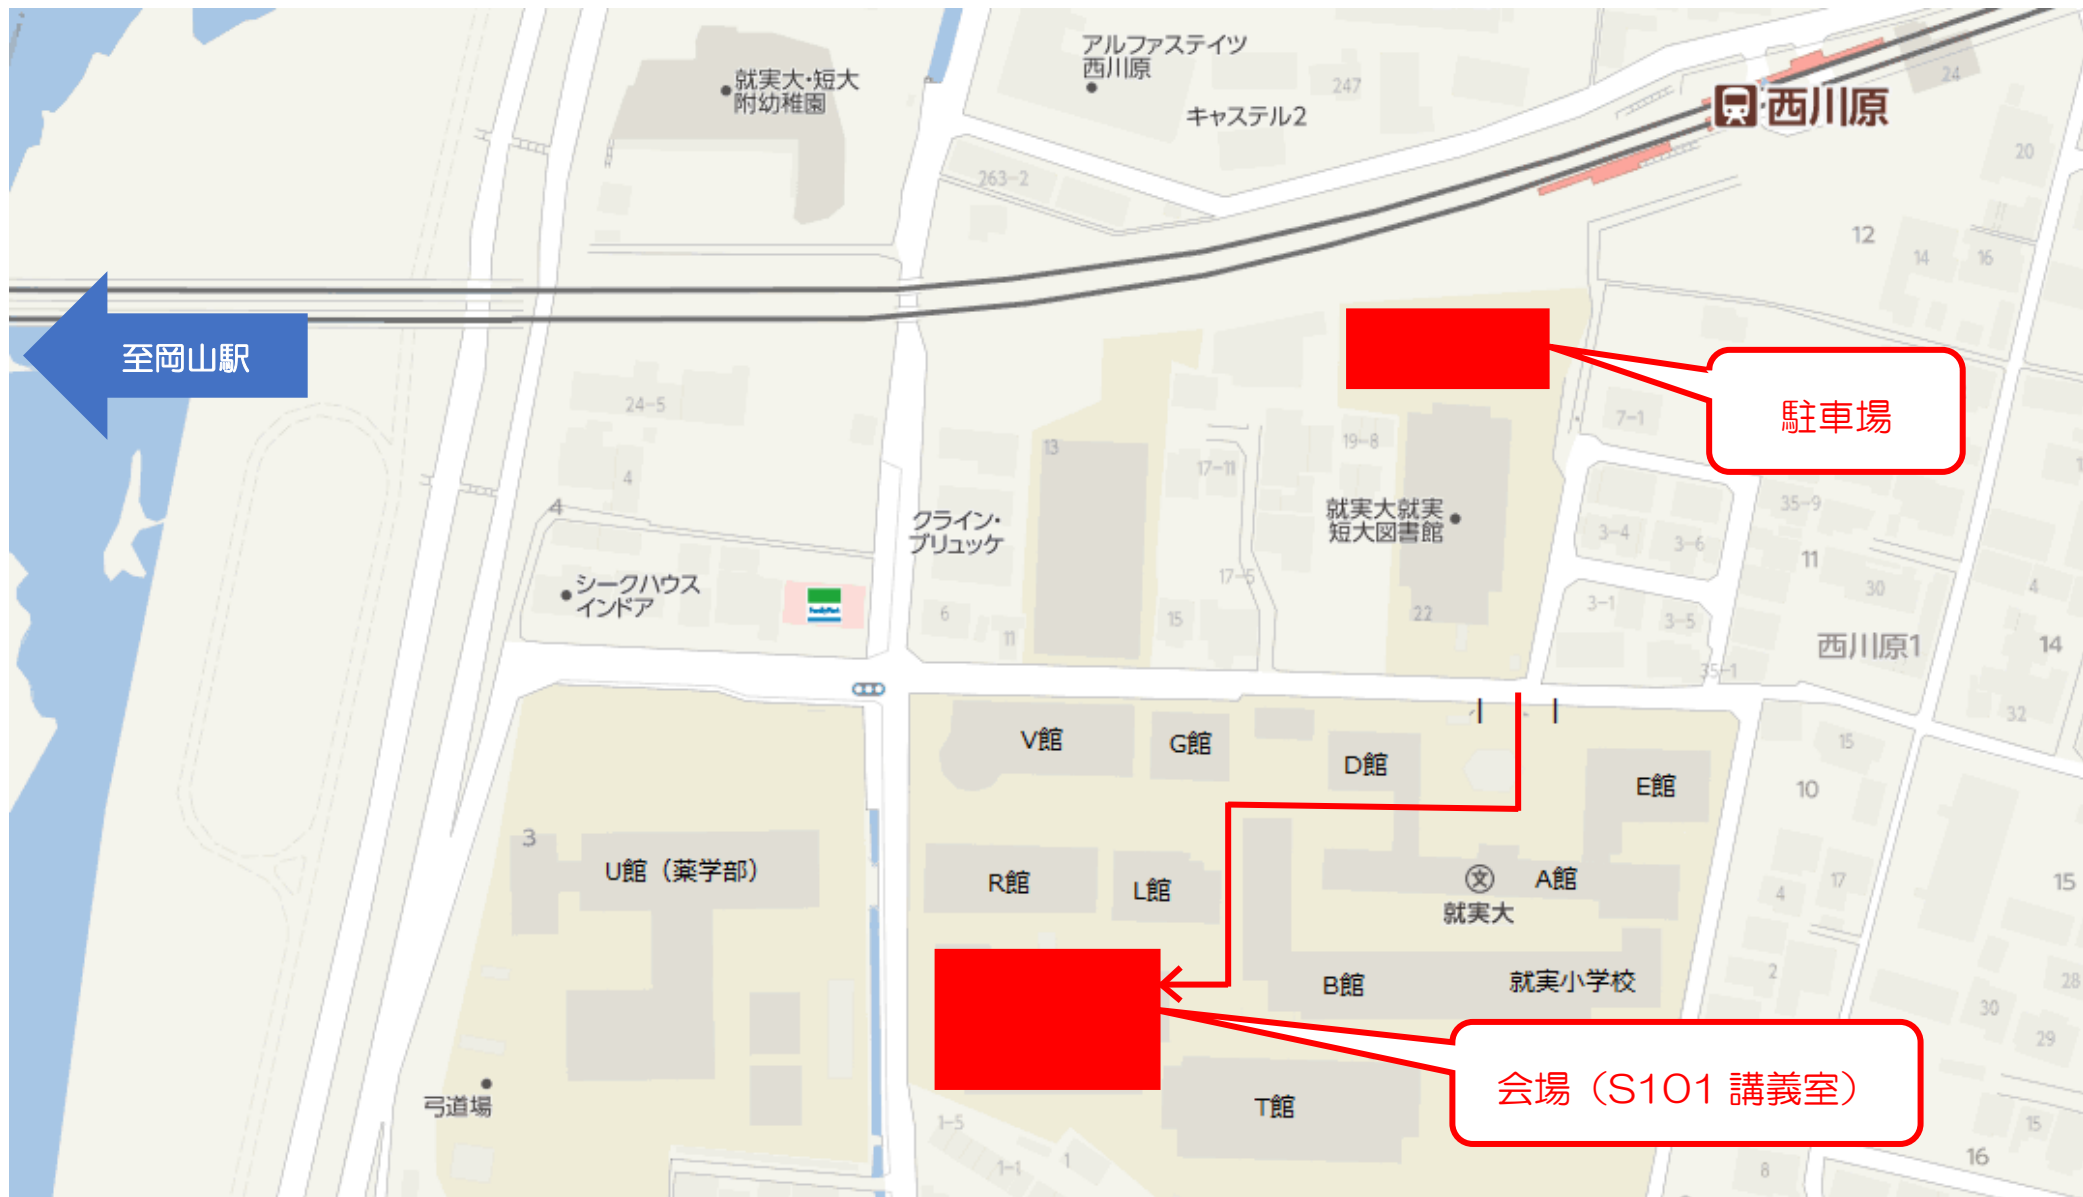 アルファステイツ
西川原
247
24
就実大・短大
附幼稚園
キャステル2
西川原
20
263-2
12
14
16
至岡山駅
24-5
7-1
駐車場
13
19-8
17-11
4
4
就実大就実
短大図書館
35-9
クライン・
ブリュッケ
3-4
3-6
11
17-5
シークハウス
インドア
FamilyMart
30
4
3-1
3-5
6
11
15
22
西川原1
14
35-1
32
V館
G館
D館
E館
15
10
3
U館（薬学部）
R館
L館
文
A館
就実大
4
17
15
B館
就実小学校
2
28
30
29
会場（S101 講義室）
弓道場
T館
1-5
1-1
1
15
16
8